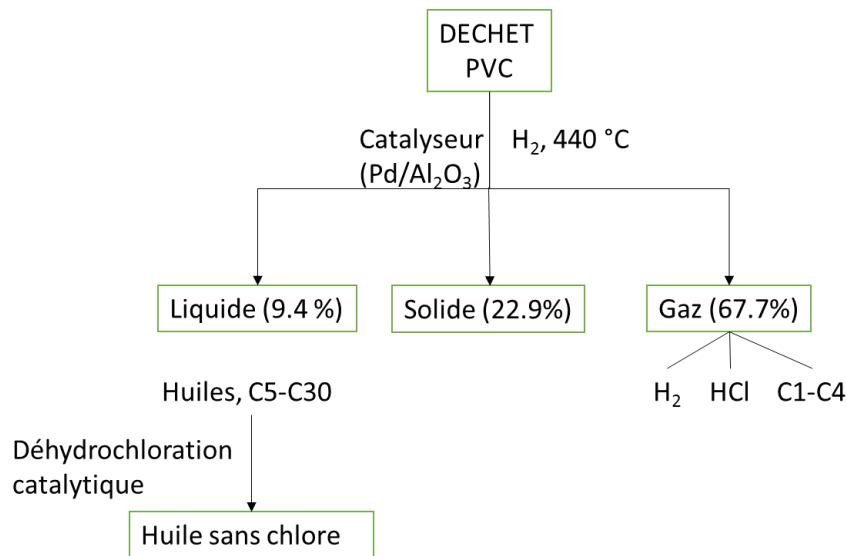 DECHET
PVC
Catalyseur
(Pd/Al₂O₃)
H₂, 440 °C
Liquide (9.4 %)
Solide (22.9%)
Gaz (67.7%)
Huiles, C5-C30
H₂
HCl
C1-C4
Déhydrochloration
catalytique
Huile sans chlore